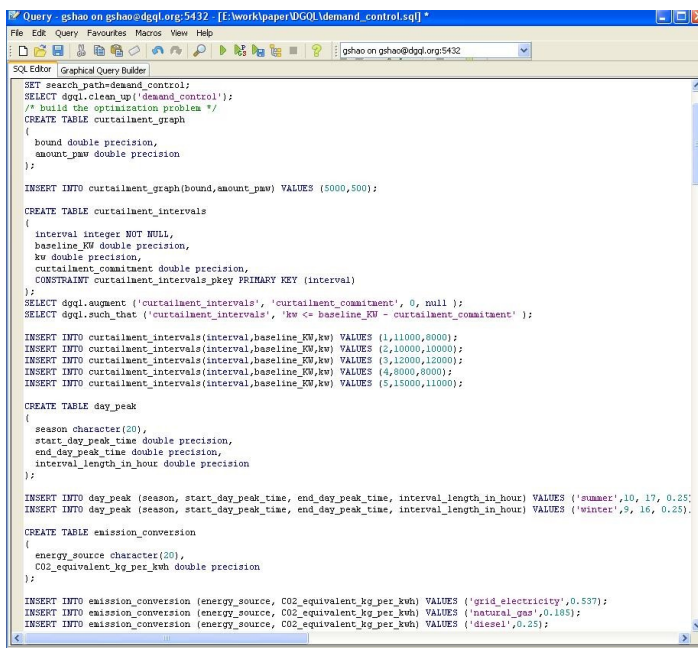 Query - gshao on gshao@dgql.org:5432 - [E:\work\paper\DGQL\demand_control.sql] *
File Edit Query Favourites Macros View Help
gshao on gshao@dgql.org:5432
SQL Editor Graphical Query Builder
SET search_path=demand_control;
SELECT dgql.clean_up('demand_control');
/* build the optimization problem */
CREATE TABLE curtailment_graph
(
bound double precision,
amount_pmw double precision
);
INSERT INTO curtailment_graph(bound,amount_pmw) VALUES (5000,500);
CREATE TABLE curtailment_intervals
(
interval integer NOT NULL,
baseline_KW double precision,
kw double precision,
curtailment_commitment double precision,
CONSTRAINT curtailment_intervals_pkey PRIMARY KEY (interval)
);
SELECT dgql.augment ('curtailment_intervals', 'curtailment_commitment', 0, null );
SELECT dgql.such_that ('curtailment_intervals', 'kw <= baseline_KW - curtailment_commitment' );
INSERT INTO curtailment_intervals(interval,baseline_KW,kw) VALUES (1,11000,8000);
INSERT INTO curtailment_intervals(interval,baseline_KW,kw) VALUES (2,10000,10000);
INSERT INTO curtailment_intervals(interval,baseline_KW,kw) VALUES (3,12000,12000);
INSERT INTO curtailment_intervals(interval,baseline_KW,kw) VALUES (4,8000,8000);
INSERT INTO curtailment_intervals(interval,baseline_KW,kw) VALUES (5,15000,11000);
CREATE TABLE day_peak
(
season character(20),
start_day_peak_time double precision,
end_day_peak_time double precision,
interval_length_in_hour double precision
);
INSERT INTO day_peak (season, start_day_peak_time, end_day_peak_time, interval_length_in_hour) VALUES ('summer',10, 17, 0.25)
INSERT INTO day_peak (season, start_day_peak_time, end_day_peak_time, interval_length_in_hour) VALUES ('winter',9, 16, 0.25)
CREATE TABLE emission_conversion
(
energy_source character(20),
CO2_equivalent_kg_per_kwh double precision
);
INSERT INTO emission_conversion (energy_source, CO2_equivalent_kg_per_kwh) VALUES ('grid_electricity',0.537);
INSERT INTO emission_conversion (energy_source, CO2_equivalent_kg_per_kwh) VALUES ('natural_gas',0.185);
INSERT INTO emission_conversion (energy_source, CO2_equivalent_kg_per_kwh) VALUES ('diesel',0.25);